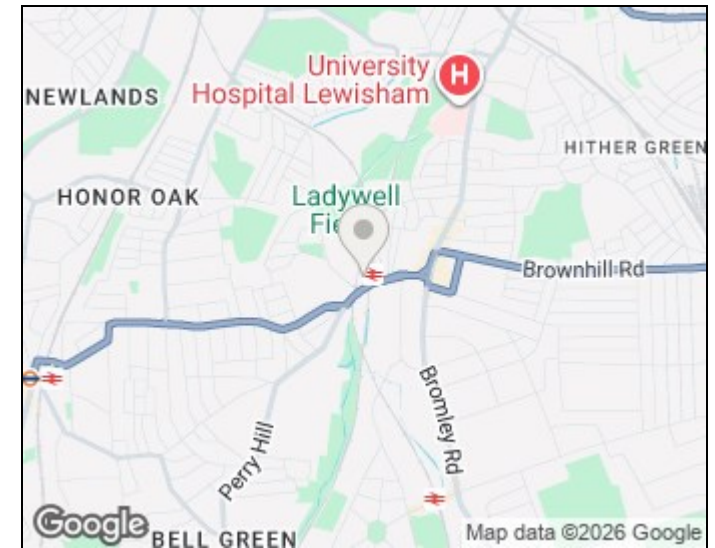 University
Hospital Lewisham
H
NEWLANDS
HITHER GREEN
HONOR OAK
Ladywell
Fie
Brownhill Rd
Bromley Rd
Perry Hill
BELL GREEN
Google
Map data ©2026 Google